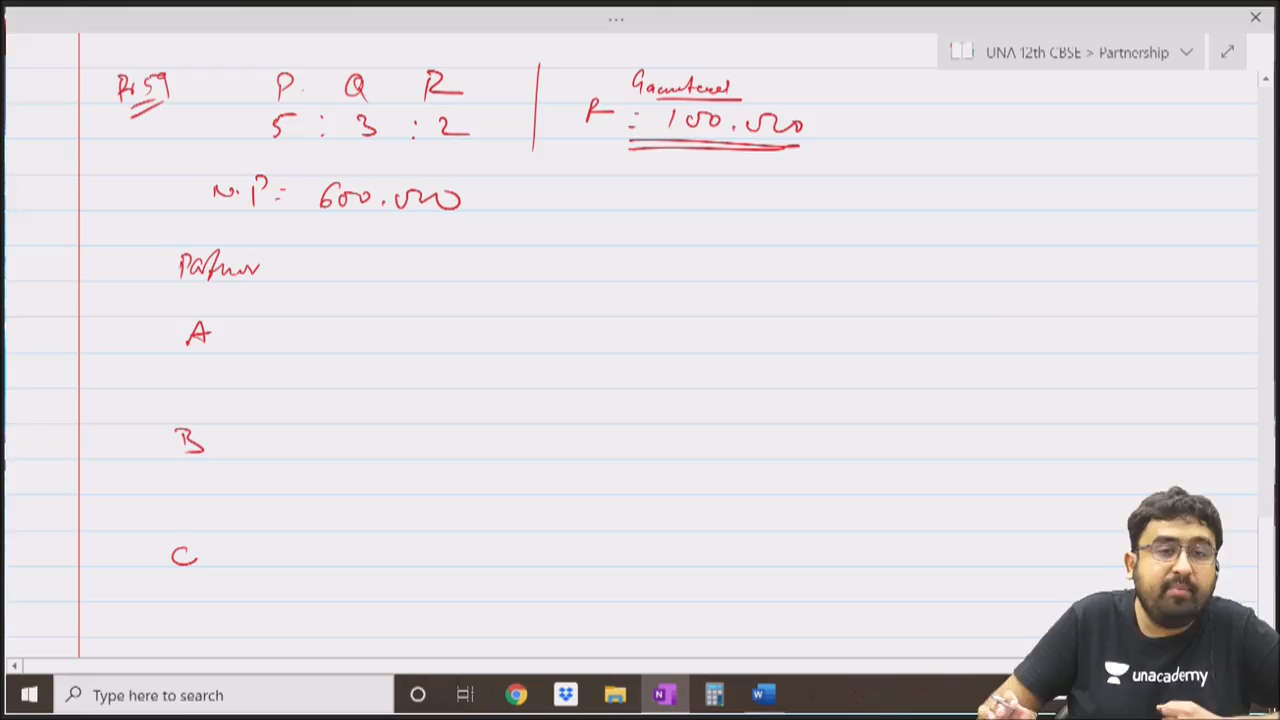 UNA 12th CBSE > Partnership
Pr 59 P Q R
5 : 3 : 2
Guaranteed
R = 100,000
N.P = 600,000
Partner
A
B
C
unacademy
Type here to search